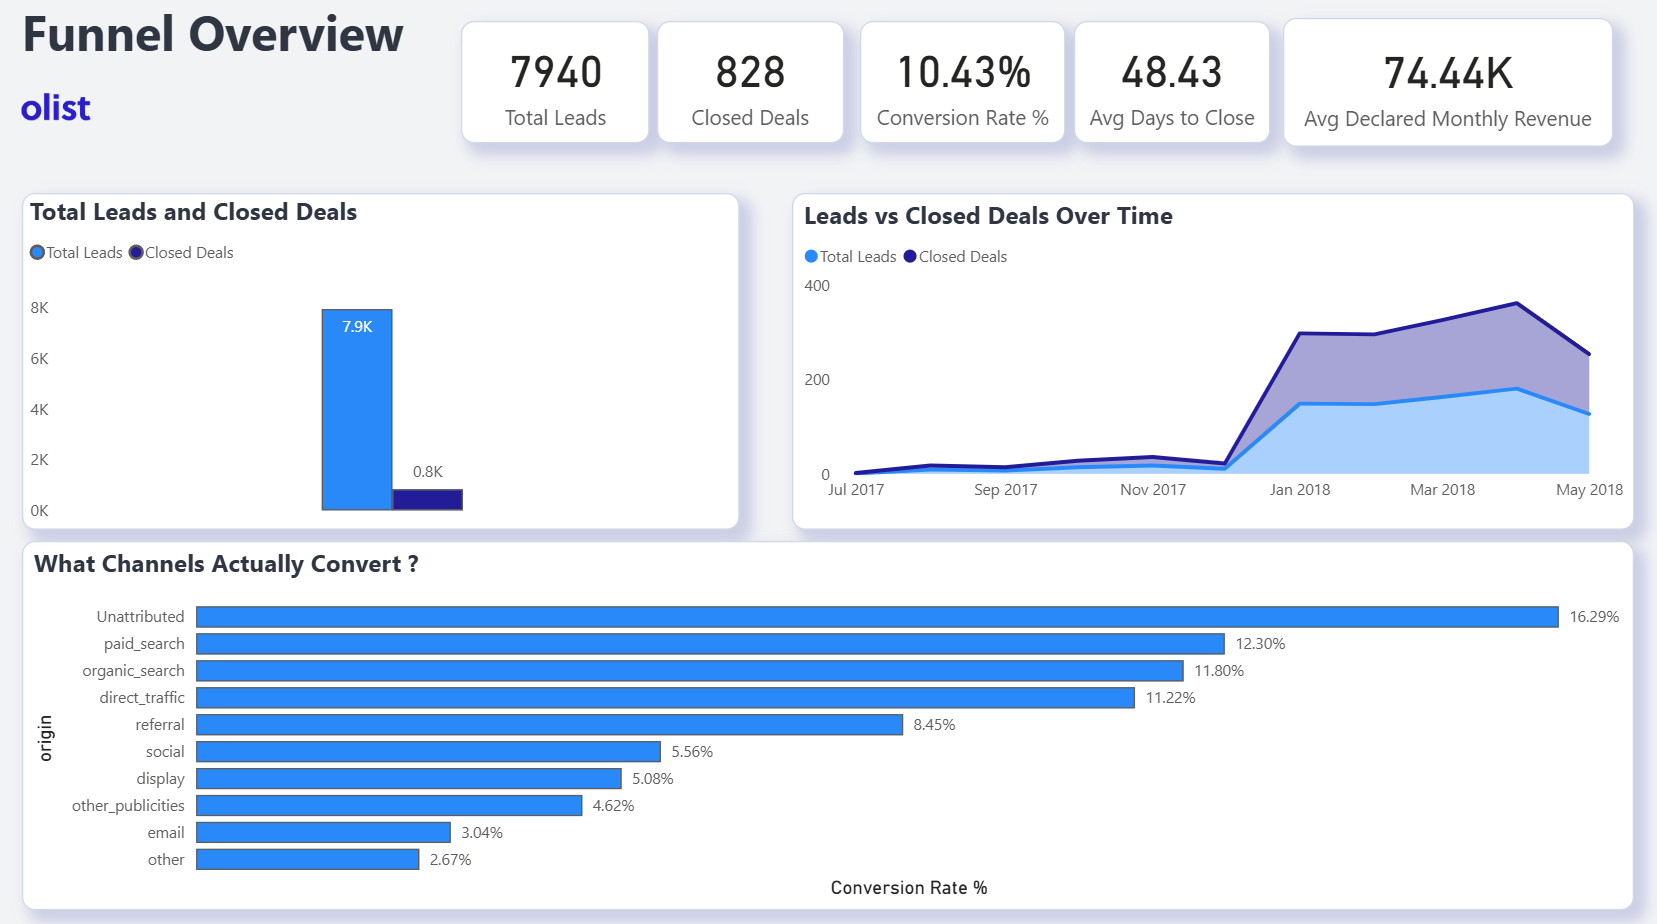 Funnel Overview
olist
7940
Total Leads
828
Closed Deals
10.43%
Conversion Rate %
48.43
Avg Days to Close
74.44K
Avg Declared Monthly Revenue
Total Leads and Closed Deals
Total Leads Closed Deals
8K
6K
4K
2K
0K
7.9K
0.8K
Leads vs Closed Deals Over Time
Total Leads Closed Deals
400
200
0
Jul 2017 Sep 2017 Nov 2017 Jan 2018 Mar 2018 May 2018
What Channels Actually Convert ?
origin
Unattributed 16.29%
paid_search 12.30%
organic_search 11.80%
direct_traffic 11.22%
referral 8.45%
social 5.56%
display 5.08%
other_publicities 4.62%
email 3.04%
other 2.67%
Conversion Rate %